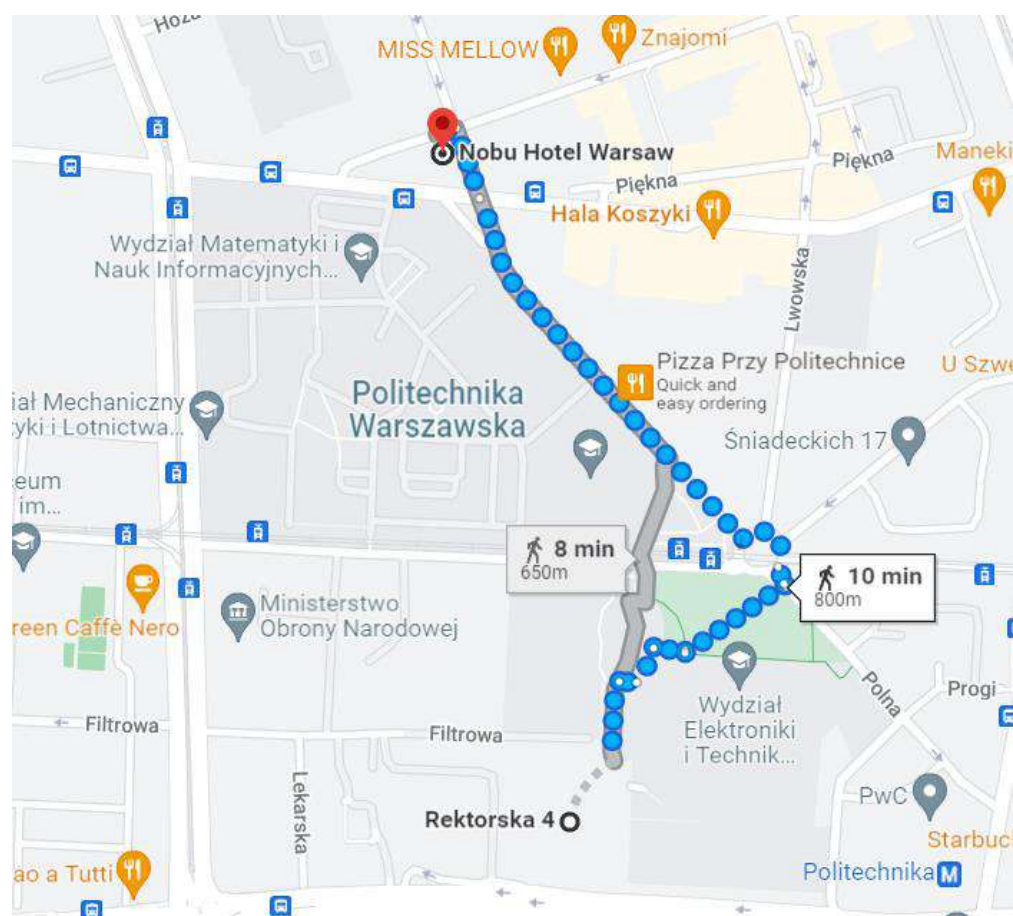 Hoża
MISS MELLOW
Znajomi
Nobu Hotel Warsaw
Piękna
Piękna
Maneki
Hala Koszyki
Wydział Matematyki i
Nauk Informacyjnych...
Lwowska
Pizza Przy Politechnice
Quick and
easy ordering
U Szwe
Politechnika
Warszawska
iał Mechaniczny
yki i Lotnictwa...
Śniadeckich 17
eum
im...
8 min
650m
10 min
800m
reen Caffè Nero
Ministerstwo
Obrony Narodowej
Polna
Progi
Wydział
Elektroniki
i Technik...
Filtrowa
Filtrowa
Lekarska
Rektorska 4
PwC
Starbuc
Politechnika M
ao a Tutti